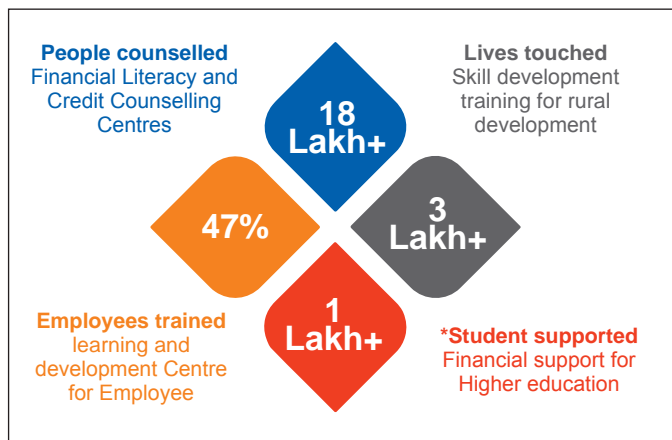 People counselled
Financial Literacy and
Credit Counselling
Centres
18
Lakh+
Lives touched
Skill development
training for rural
development
47%
3
Lakh+
Employees trained
learning and
development Centre
for Employee
1
Lakh+
*Student supported
Financial support for
Higher education